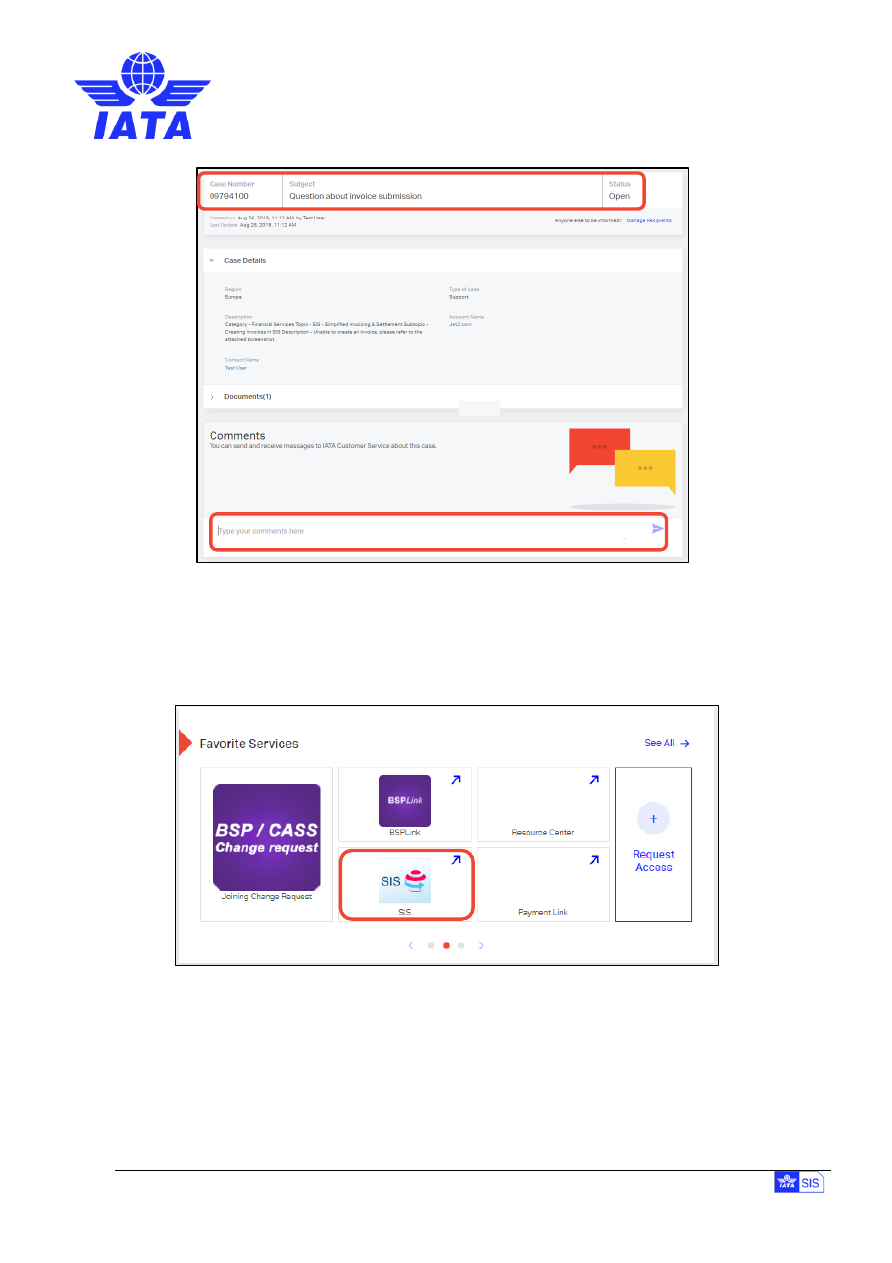 IATA
Case Number Subject Status
09794100 Question about invoice submission Open
Created on Aug 26, 2019, 11:12 AM by Test User
Anyone else to be informed? Manage Recipients
Last Update Aug 26, 2019, 11:12 AM
Case Details
Region Type of case
Europe Support
Description Account Name
Category - Financial Services Topic - SIS - Simplified Invoicing & Settlement Subtopic - Jet2.com
Creating Invoices in SIS Description - Unable to create an invoice, please refer to the
attached screenshot.
Contact Name
Test User
Documents(1)
Comments
You can send and receive messages to IATA Customer Service about this case.
Type your comments here
Favorite Services See All
BSP / CASS
Change request
Joining Change Request
BSPLink
BSPLink
Resource Center
SIS
SIS
Payment Link
Request
Access
IATA SIS